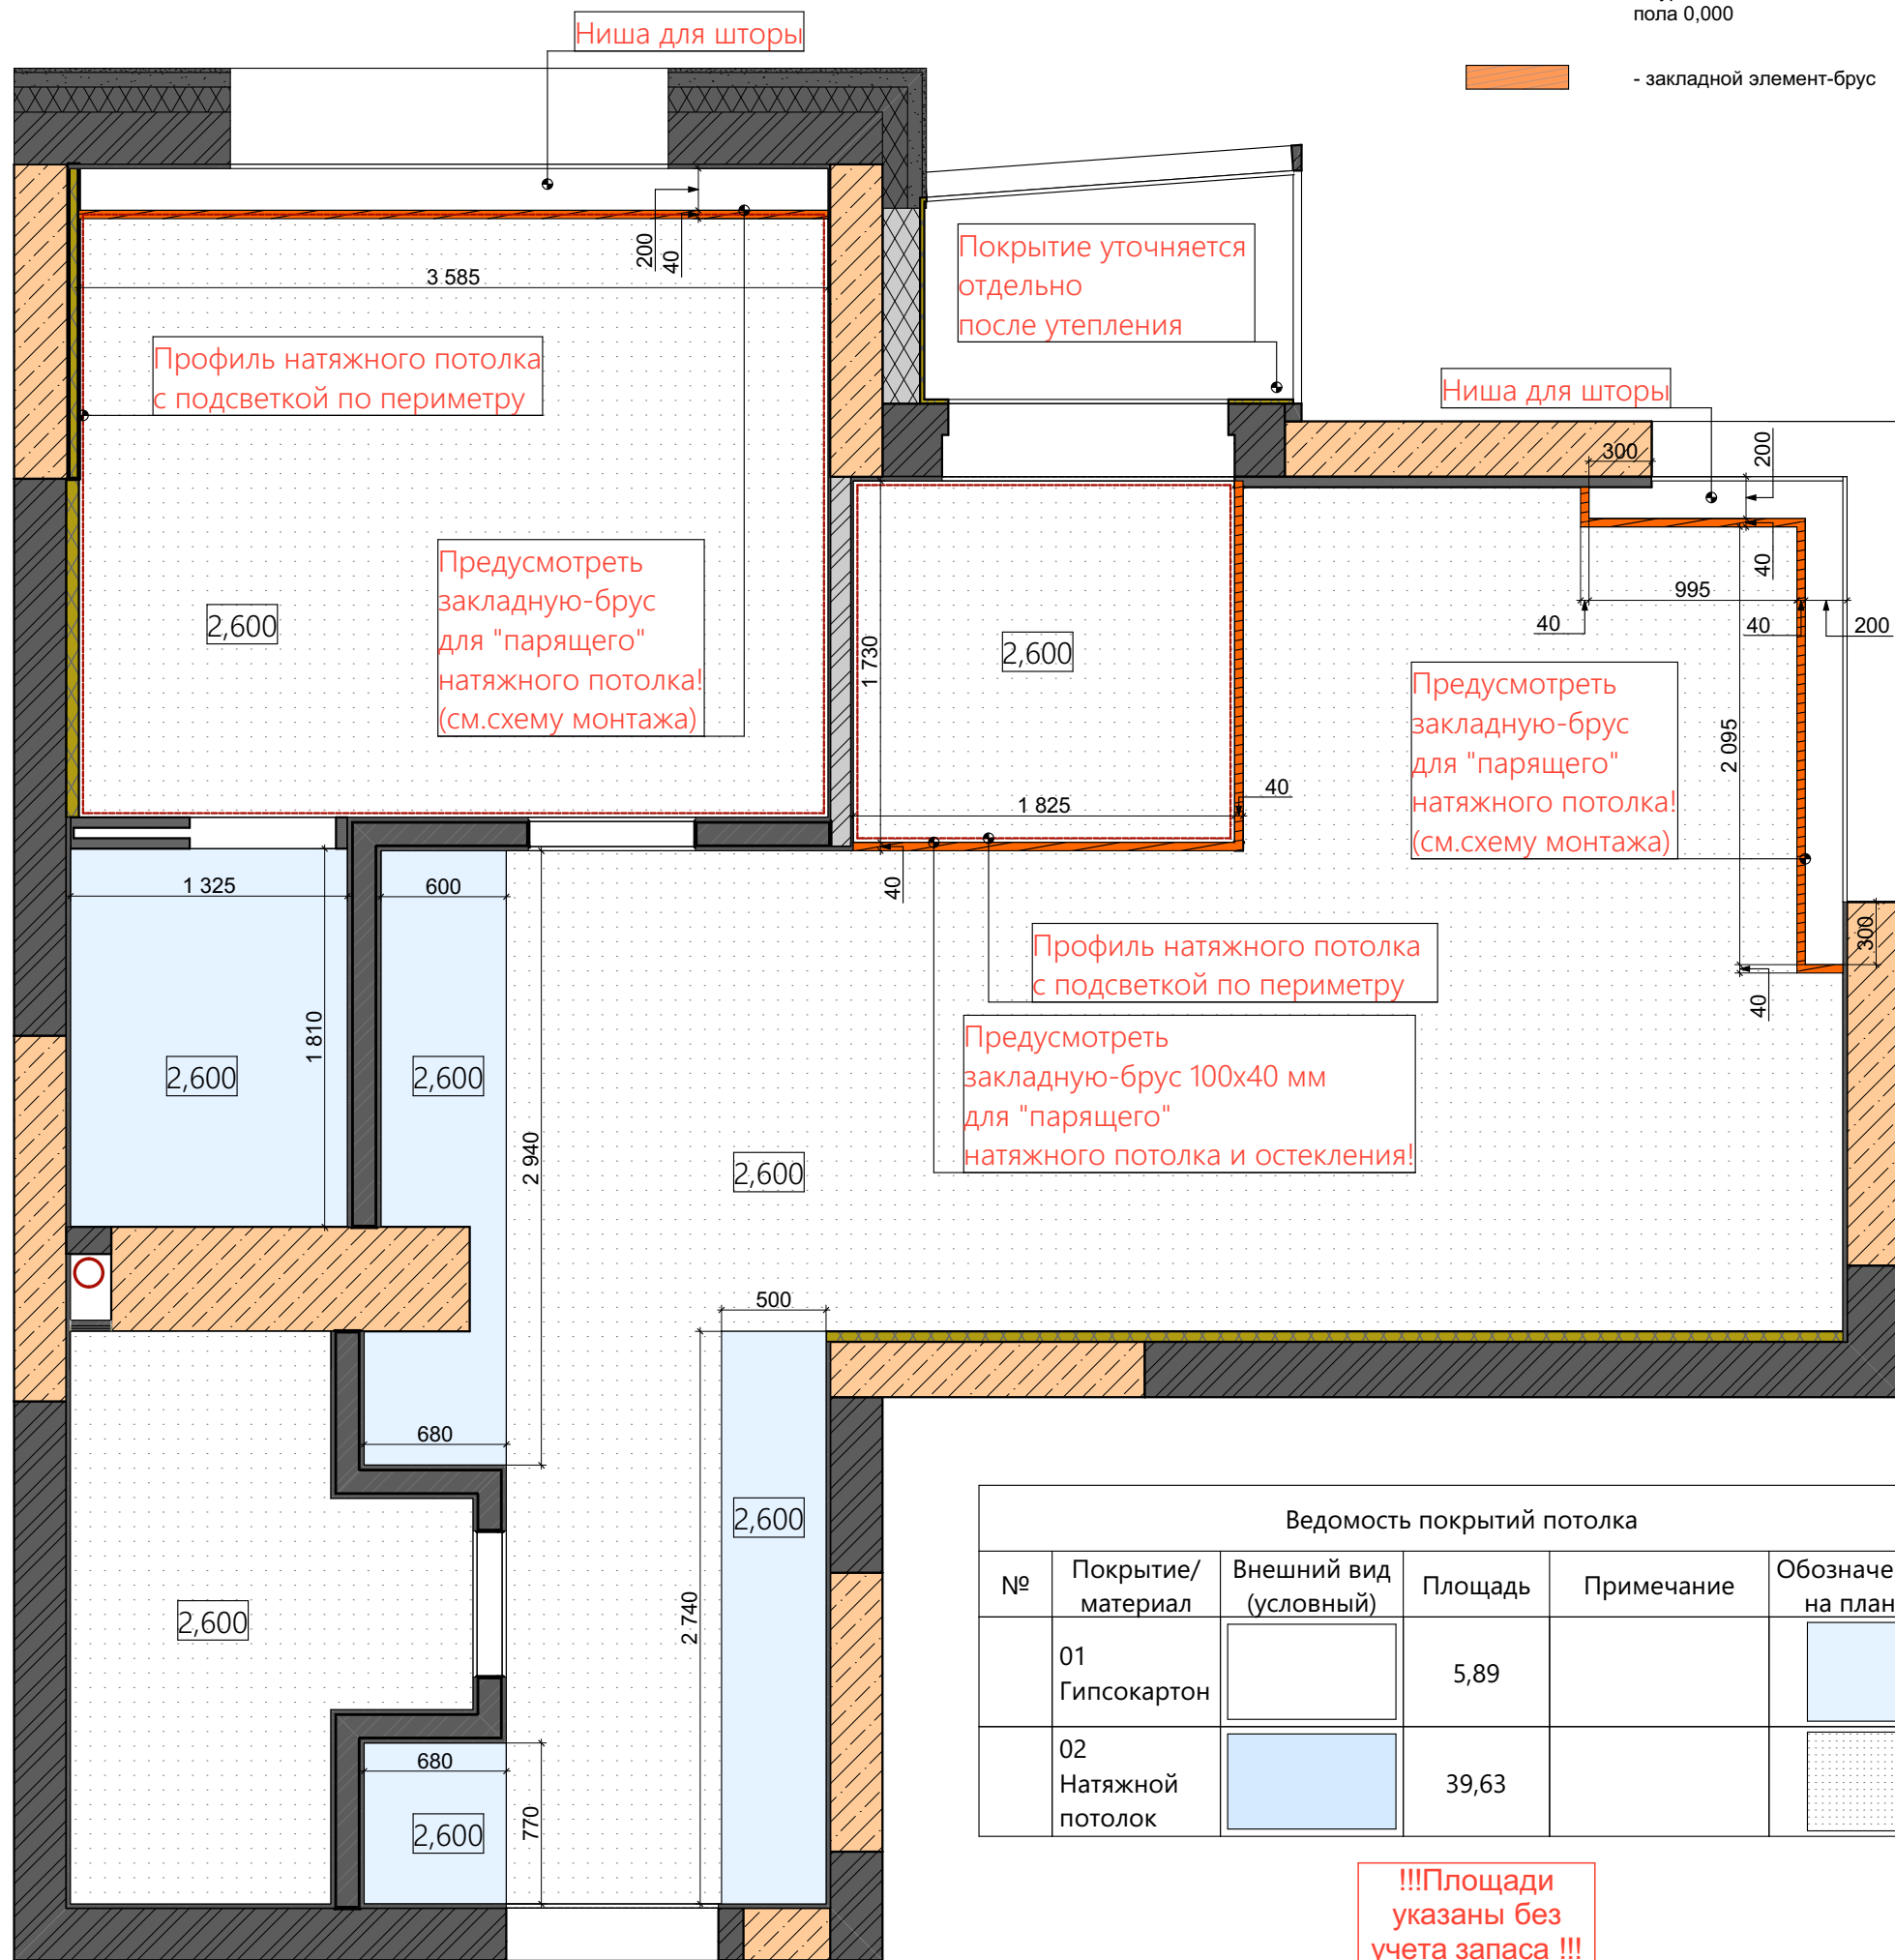 пола 0,000
- закладной элемент-брус
Ниша для шторы
200
40
3 585
Профиль натяжного потолка
с подсветкой по периметру
Покрытие уточняется
отдельно
после утепления
Ниша для шторы
300
200
40
995
40
40
200
Предусмотреть
закладную-брус
для "парящего"
натяжного потолка!
(см.схему монтажа)
2,600
1 730
2,600
Предусмотреть
закладную-брус
для "парящего"
натяжного потолка!
(см.схему монтажа)
2 095
1 825
40
40
300
40
1 325
600
1 810
2,600
2,600
2 940
2,600
Профиль натяжного потолка
с подсветкой по периметру
Предусмотреть
закладную-брус 100x40 мм
для "парящего"
натяжного потолка и остекления!
500
680
2,600
2 740
2,600
680
770
2,600
Ведомость покрытий потолка
№
Покрытие/
материал
Внешний вид
(условный)
Площадь
Примечание
Обозначе
на план
01
Гипсокартон
5,89
02
Натяжной
потолок
39,63
!!!Площади
указаны без
учета запаса !!!